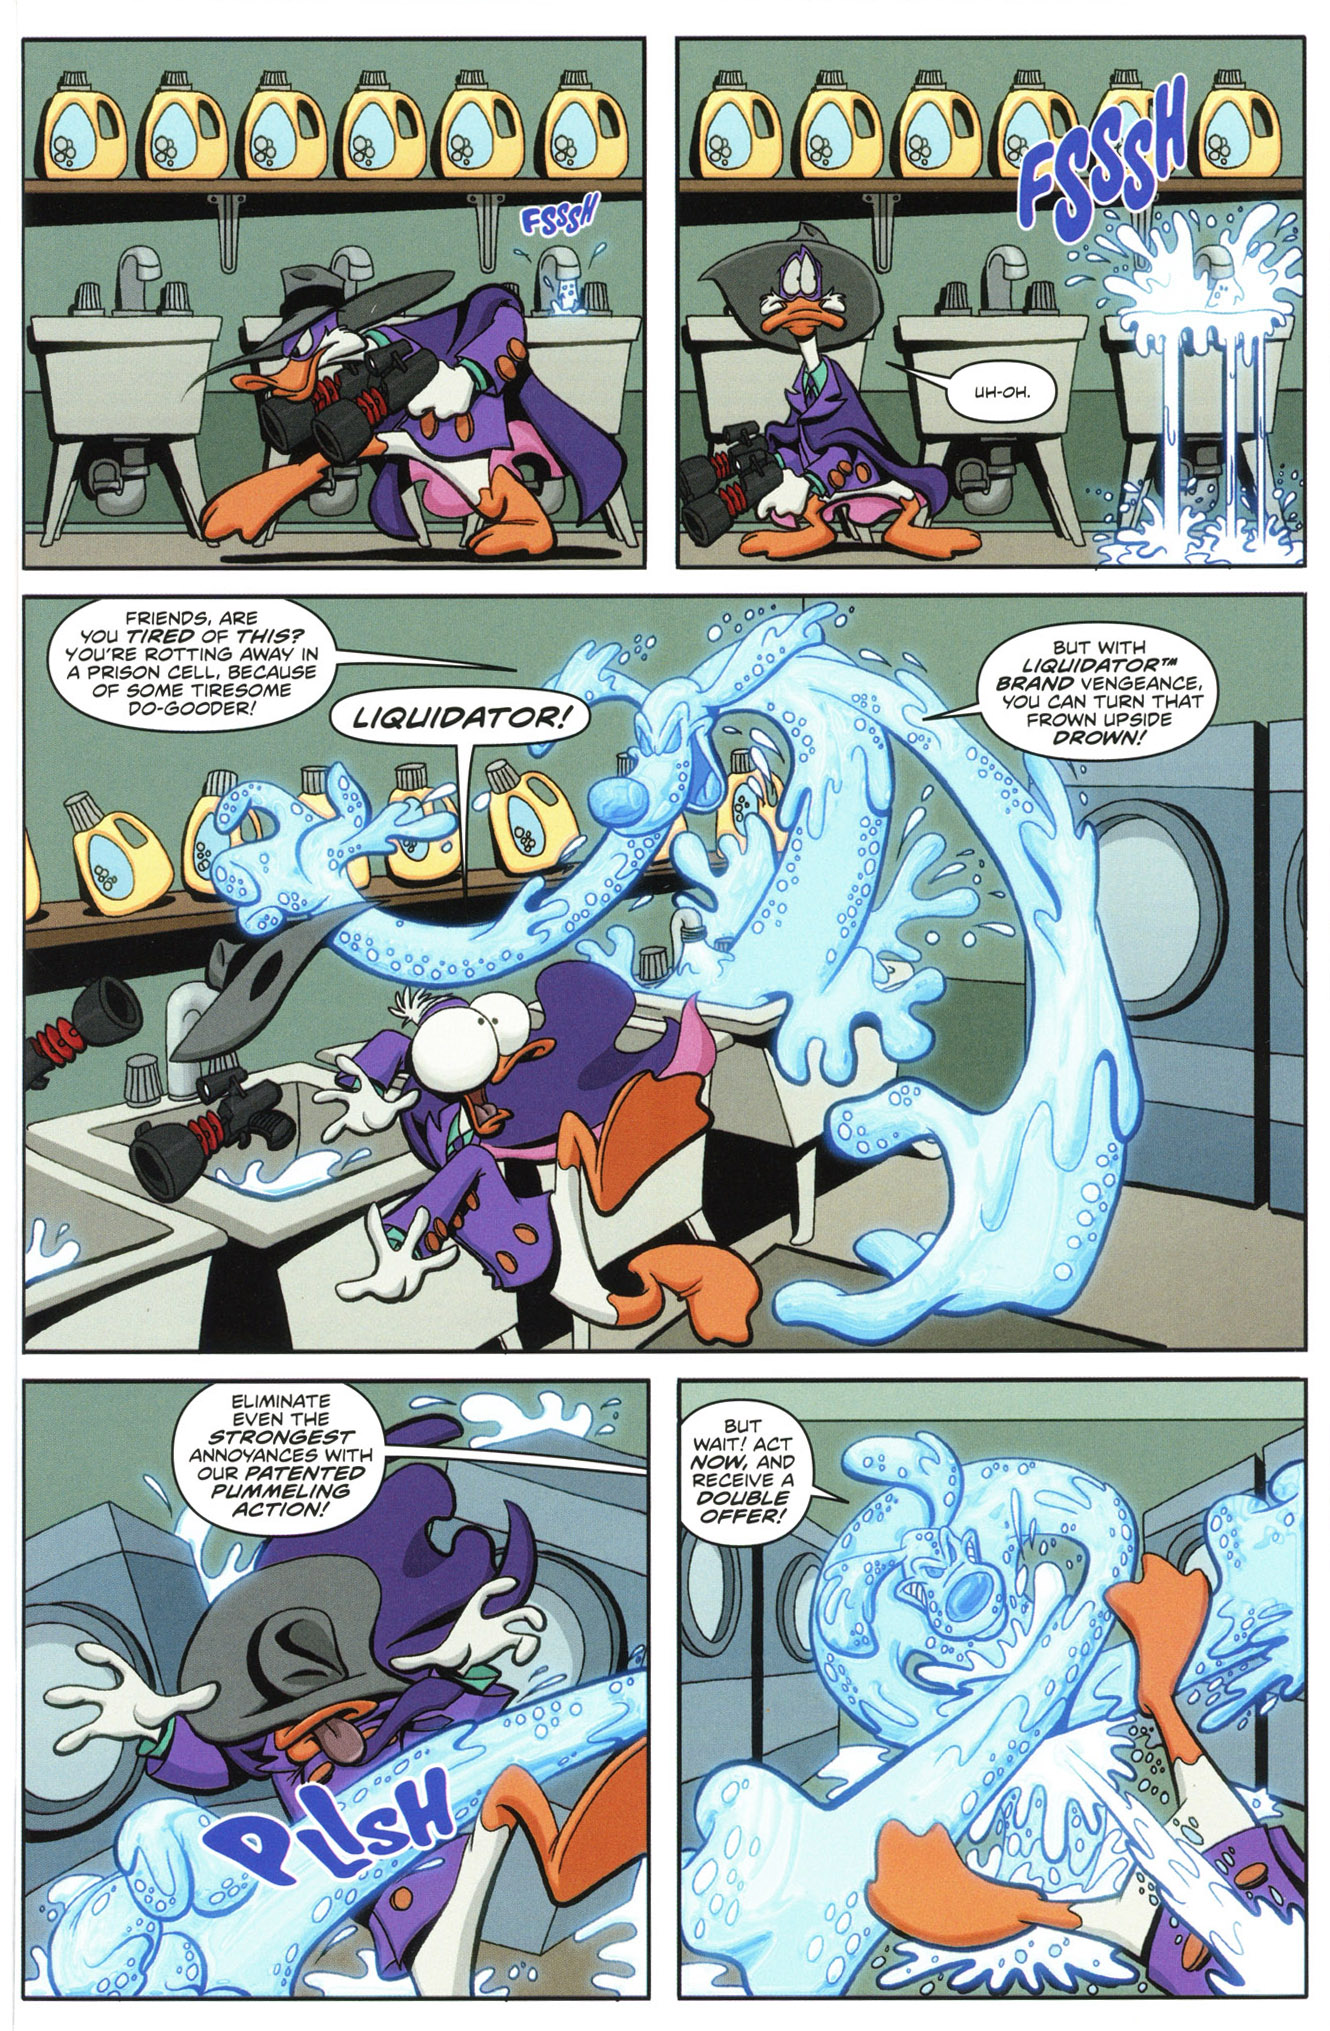 FSSSH
FSSSSH
UH-OH.
FRIENDS, ARE
YOU TIRED OF THIS?
YOU'RE ROTTING AWAY IN
A PRISON CELL, BECAUSE
OF SOME TIRESOME
DO-GOODER!
LIQUIDATOR!
BUT WITH
LIQUIDATOR™
BRAND VENGEANCE,
YOU CAN TURN THAT
FROWN UPSIDE
DROWN!
ELIMINATE
EVEN THE
STRONGEST
ANNOYANCES WITH
OUR PATENTED
PUMMELING
ACTION!
PLISH
BUT
WAIT! ACT
NOW, AND
RECEIVE A
DOUBLE
OFFER!